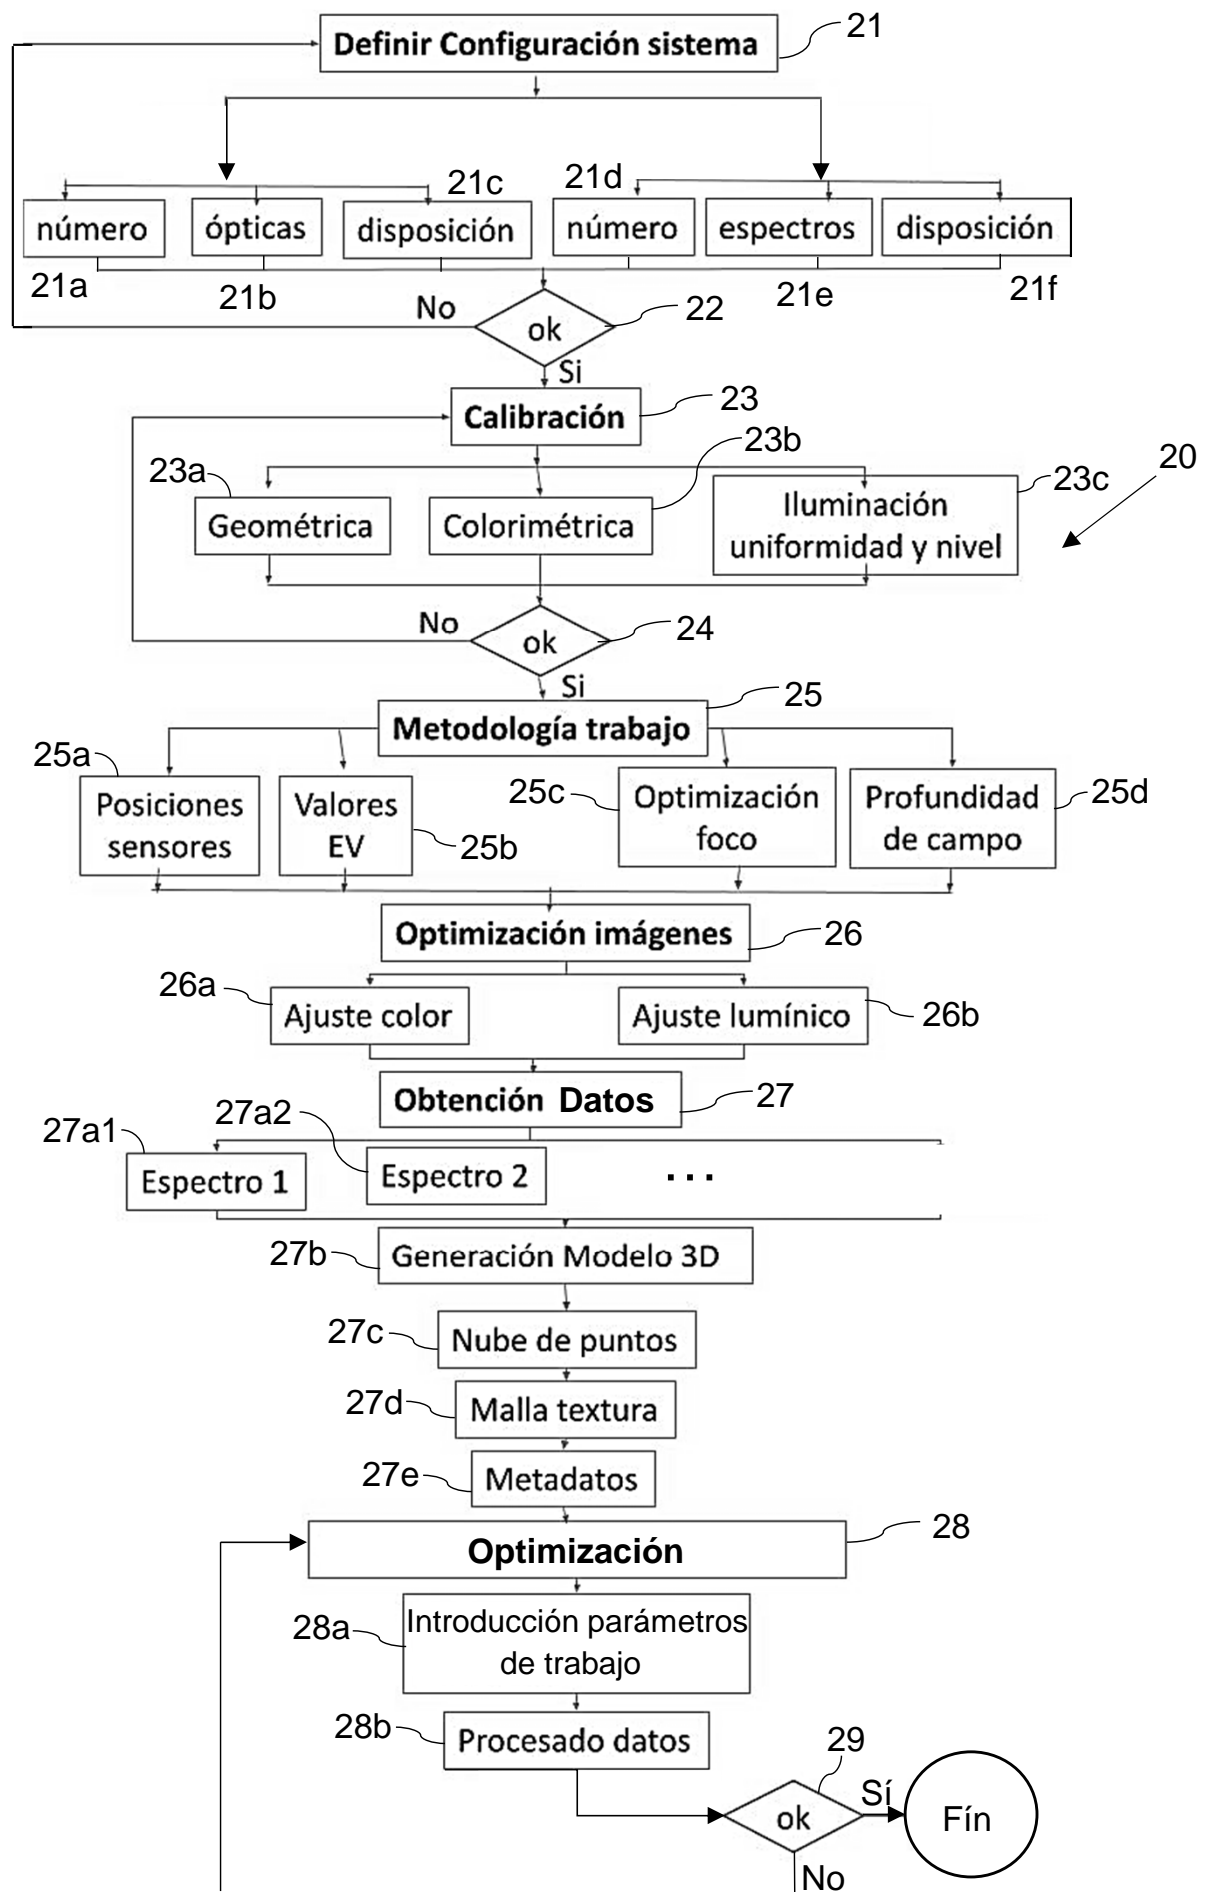 Definir Configuración sistema
21
21c
21d
número
ópticas
disposición
número
espectros
disposición
21a
21b
21e
21f
No
ok
22
Si
Calibración
23
23a
23b
20
23c
Geométrica
Colorimétrica
Iluminación
uniformidad y nivel
No
ok
24
Si
Metodología trabajo
25
25a
Posiciones
sensores
Valores
EV
25b
25c
Optimización
foco
Profundidad
de campo
25d
Optimización imágenes
26
26a
Ajuste color
Ajuste lumínico
26b
Obtención Datos
27
27a1
27a2
Espectro 1
Espectro 2
...
27b
Generación Modelo 3D
27c
Nube de puntos
27d
Malla textura
27e
Metadatos
Optimización
28
28a
Introducción parámetros
de trabajo
28b
Procesado datos
29
ok
Sí
Fín
No